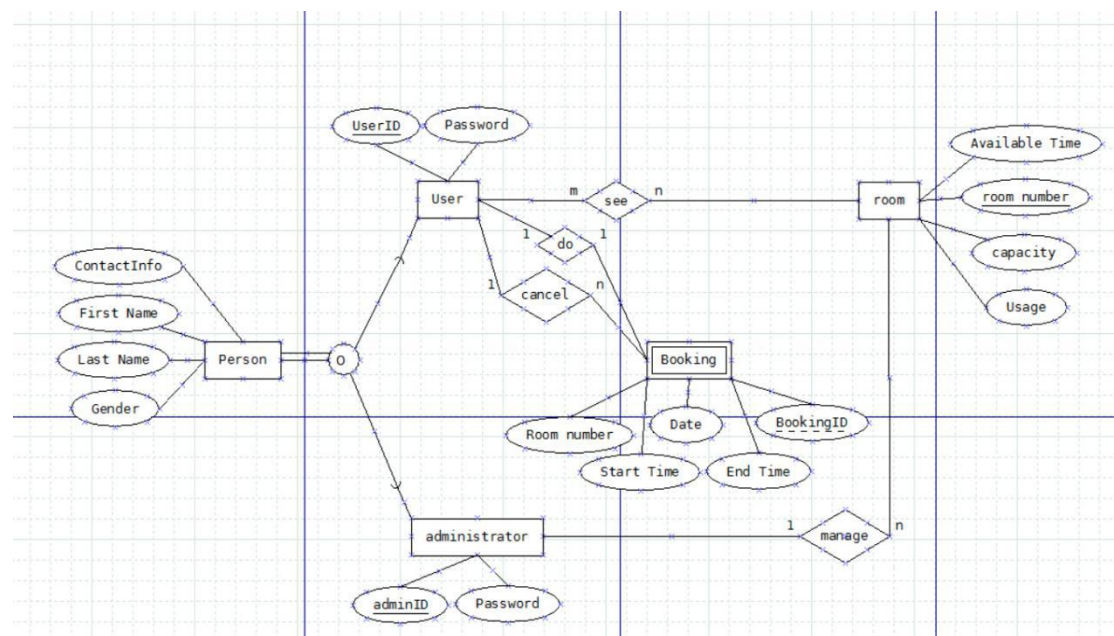 UserID
Password
User
m
see
n
room
Available Time
room number
capacity
Usage
1
do
1
1
cancel
n
ContactInfo
First Name
Last Name
Gender
Person
O
Booking
Room number
Date
BookingID
Start Time
End Time
administrator
1
manage
n
adminID
Password